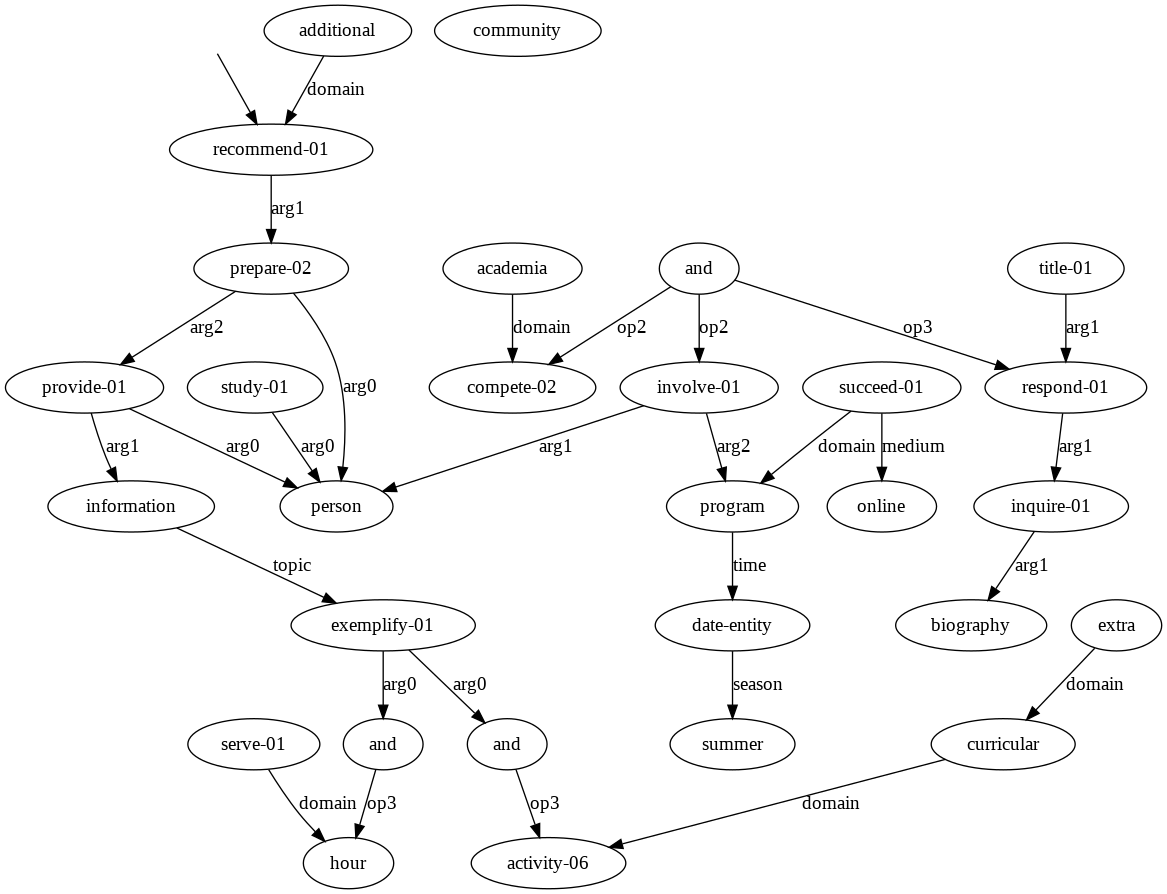 additional community
domain
recommend-01
arg1
prepare-02 academia and title-01
arg2 arg0 domain op2 op2 op3 arg1
provide-01 study-01 compete-02 involve-01 succeed-01 respond-01
arg1 arg0 arg0 arg1 arg2 domain medium arg1
information person program online inquire-01
topic time arg1
exemplify-01 date-entity biography extra
arg0 arg0 season domain
serve-01 and and summer curricular
domain op3 op3 domain
hour activity-06